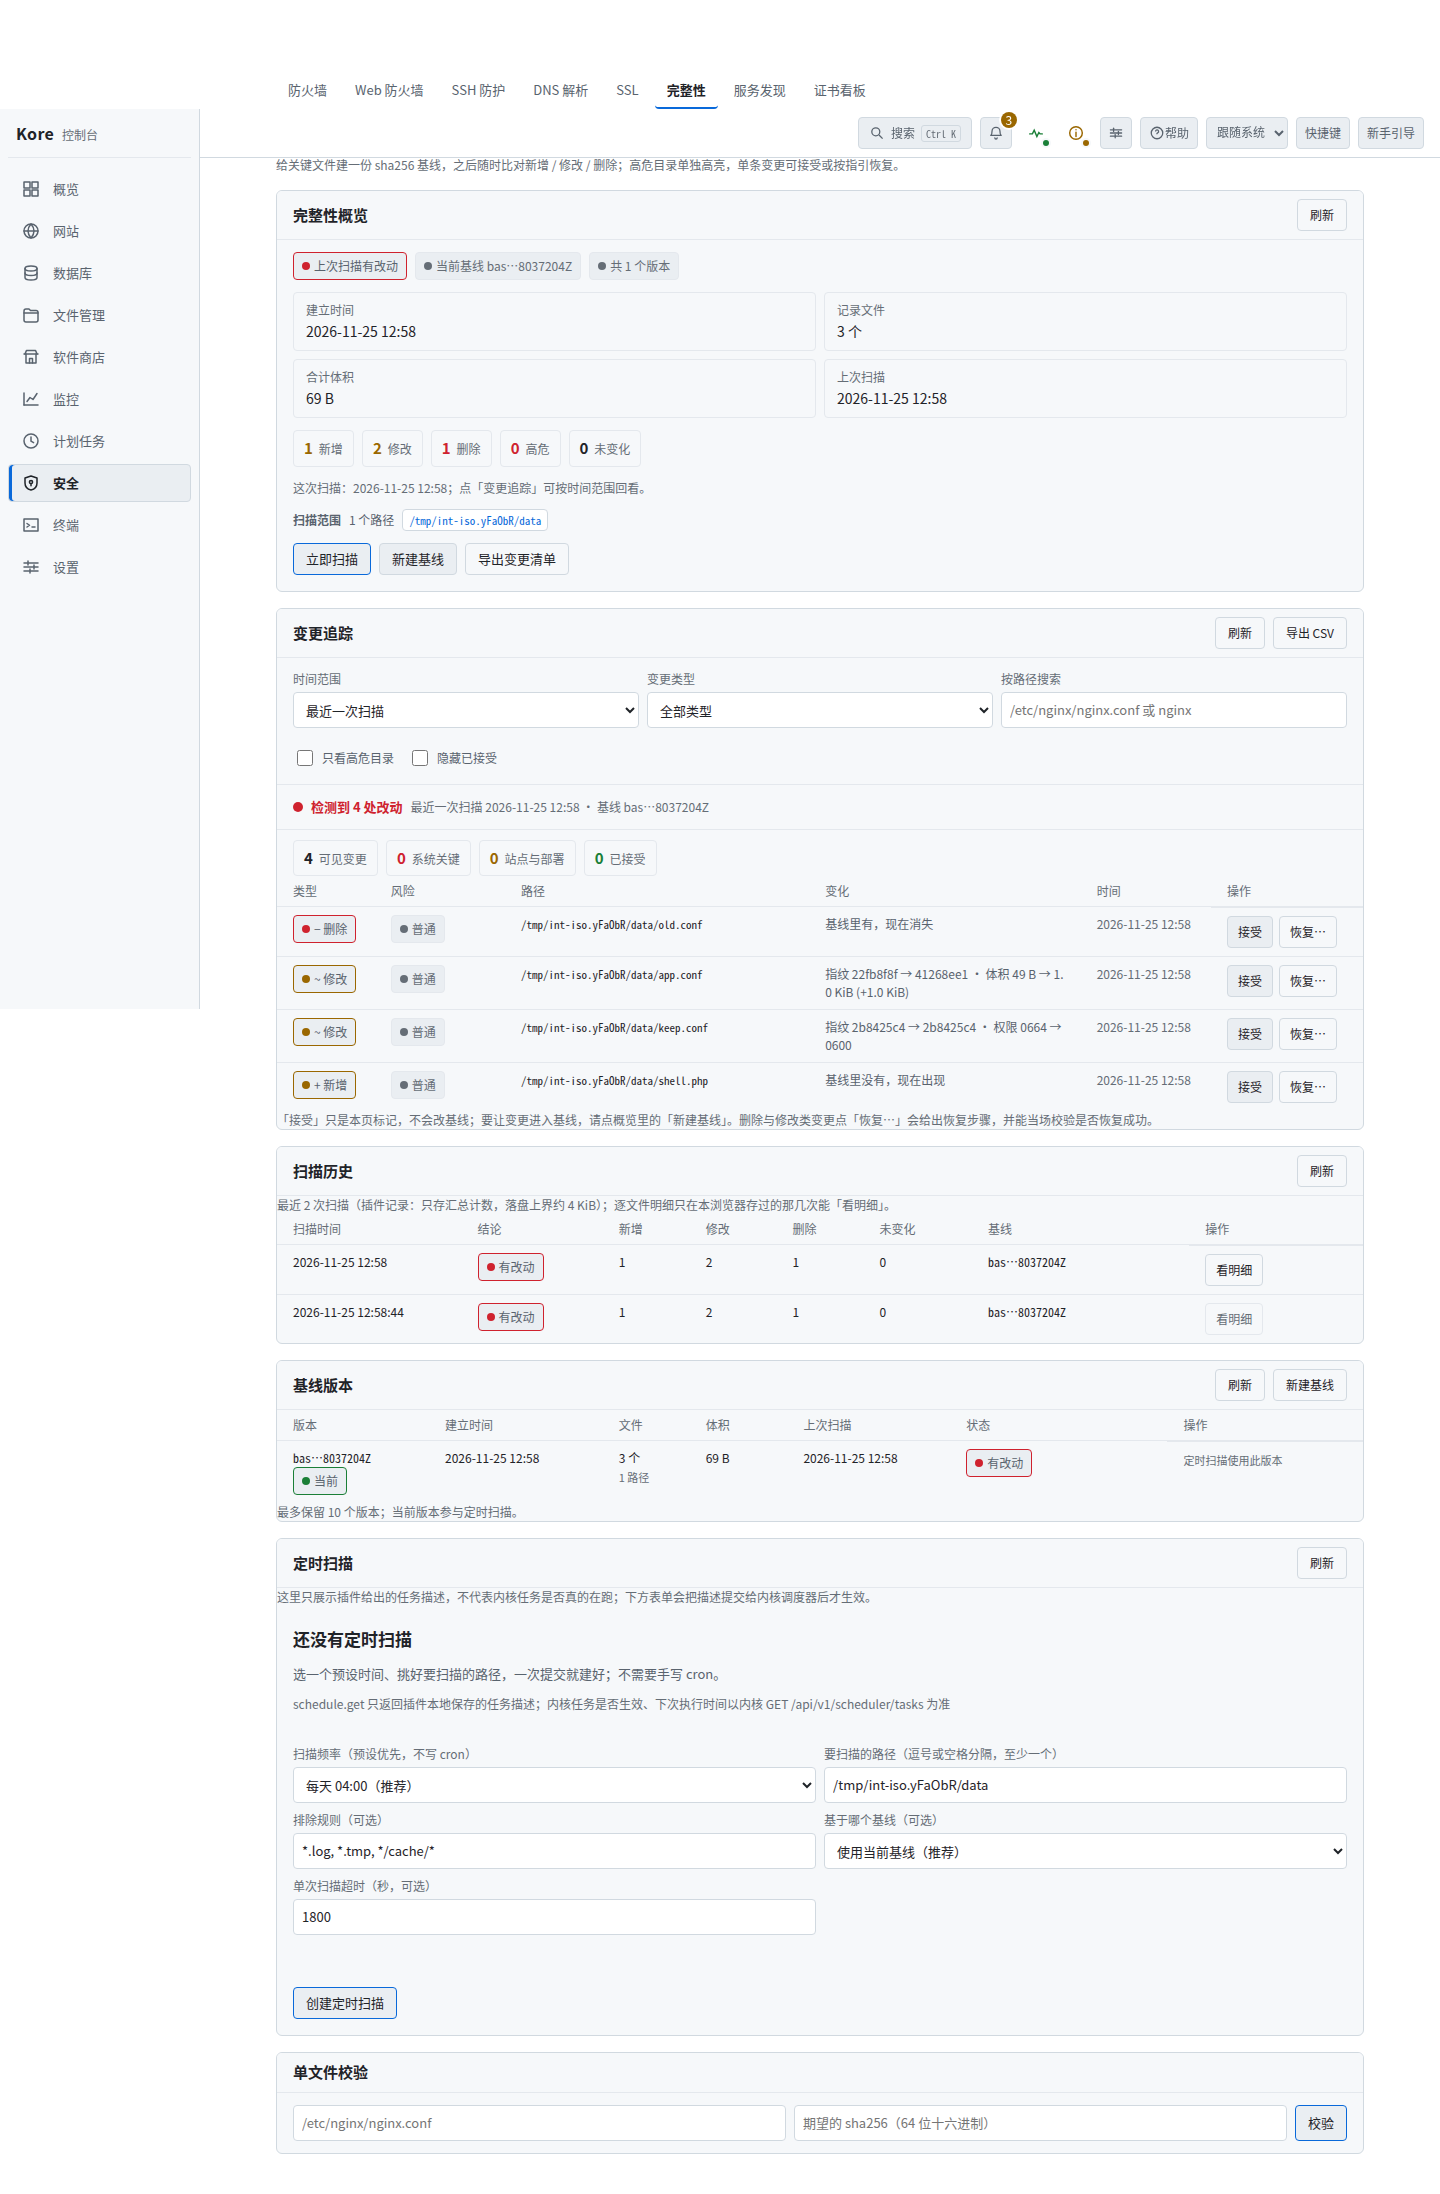 防火墙 Web 防火墙 SSH 防护 DNS 解析 SSL 完整性 服务发现 证书看板
Kore 控制台
搜索 Ctrl K 3 帮助 跟随系统 快捷键 新手引导
给关键文件建一份 sha256 基线，之后随时比对新增 / 修改 / 删除；高危目录单独高亮，单条变更可接受或按指引恢复。
概览
网站
数据库
文件管理
软件商店
监控
计划任务
安全
终端
设置
完整性概览 刷新
上次扫描有改动 当前基线 bas…8037204Z 共 1 个版本
建立时间 记录文件
2026-11-25 12:58 3 个
合计体积 上次扫描
69 B 2026-11-25 12:58
1 新增 2 修改 1 删除 0 高危 0 未变化
这次扫描：2026-11-25 12:58；点「变更追踪」可按时间范围回看。
扫描范围 1 个路径 /tmp/int-iso.yFaObR/data
立即扫描 新建基线 导出变更清单
变更追踪 刷新 导出 CSV
时间范围 变更类型 按路径搜索
最近一次扫描 全部类型 /etc/nginx/nginx.conf 或 nginx
只看高危目录 隐藏已接受
检测到 4 处改动 最近一次扫描 2026-11-25 12:58 · 基线 bas…8037204Z
4 可见变更 0 系统关键 0 站点与部署 0 已接受
类型 风险 路径 变化 时间 操作
− 删除 普通 /tmp/int-iso.yFaObR/data/old.conf 基线里有，现在消失 2026-11-25 12:58 接受 恢复…
~ 修改 普通 /tmp/int-iso.yFaObR/data/app.conf 指纹 22fb8f8f → 41268ee1 · 体积 49 B → 1. 2026-11-25 12:58 接受 恢复…
0 KiB (+1.0 KiB)
~ 修改 普通 /tmp/int-iso.yFaObR/data/keep.conf 指纹 2b8425c4 → 2b8425c4 · 权限 0664 → 2026-11-25 12:58 接受 恢复…
0600
+ 新增 普通 /tmp/int-iso.yFaObR/data/shell.php 基线里没有，现在出现 2026-11-25 12:58 接受 恢复…
「接受」只是本页标记，不会改基线；要让变更进入基线，请点概览里的「新建基线」。删除与修改类变更点「恢复…」会给出恢复步骤，并能当场校验是否恢复成功。
扫描历史 刷新
最近 2 次扫描（插件记录：只存汇总计数，落盘上界约 4 KiB）；逐文件明细只在本浏览器存过的那几次能「看明细」。
扫描时间 结论 新增 修改 删除 未变化 基线 操作
2026-11-25 12:58 有改动 1 2 1 0 bas…8037204Z 看明细
2026-11-25 12:58:44 有改动 1 2 1 0 bas…8037204Z 看明细
基线版本 刷新 新建基线
版本 建立时间 文件 体积 上次扫描 状态 操作
bas…8037204Z 2026-11-25 12:58 3 个 69 B 2026-11-25 12:58 有改动 定时扫描使用此版本
当前 1 路径
最多保留 10 个版本；当前版本参与定时扫描。
定时扫描 刷新
这里只展示插件给出的任务描述，不代表内核任务是否真的在跑；下方表单会把描述提交给内核调度器后才生效。
还没有定时扫描
选一个预设时间、挑好要扫描的路径，一次提交就建好；不需要手写 cron。
schedule.get 只返回插件本地保存的任务描述；内核任务是否生效、下次执行时间以内核 GET /api/v1/scheduler/tasks 为准
扫描频率（预设优先，不写 cron） 要扫描的路径（逗号或空格分隔，至少一个）
每天 04:00（推荐） /tmp/int-iso.yFaObR/data
排除规则（可选） 基于哪个基线（可选）
*.log, *.tmp, */cache/* 使用当前基线（推荐）
单次扫描超时（秒，可选）
1800
创建定时扫描
单文件校验
/etc/nginx/nginx.conf 期望的 sha256（64 位十六进制） 校验